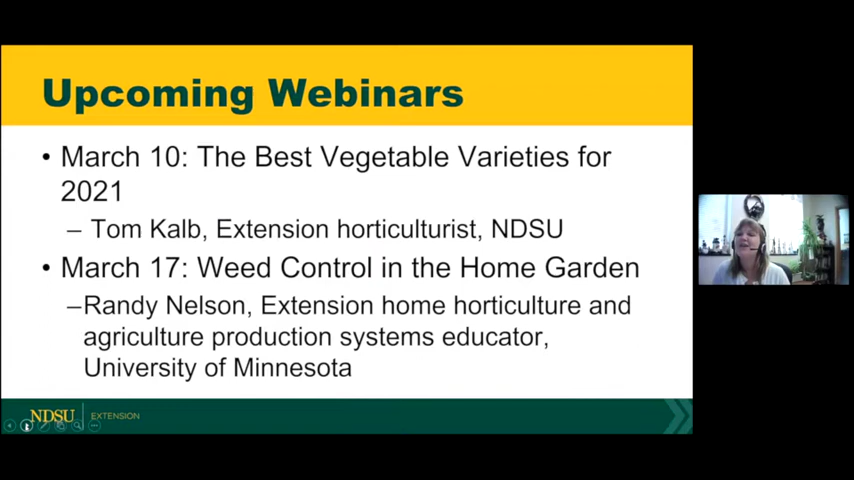 Upcoming Webinars
• March 10: The Best Vegetable Varieties for
2021
– Tom Kalb, Extension horticulturist, NDSU
• March 17: Weed Control in the Home Garden
–Randy Nelson, Extension home horticulture and
agriculture production systems educator,
University of Minnesota
NDSU EXTENSION